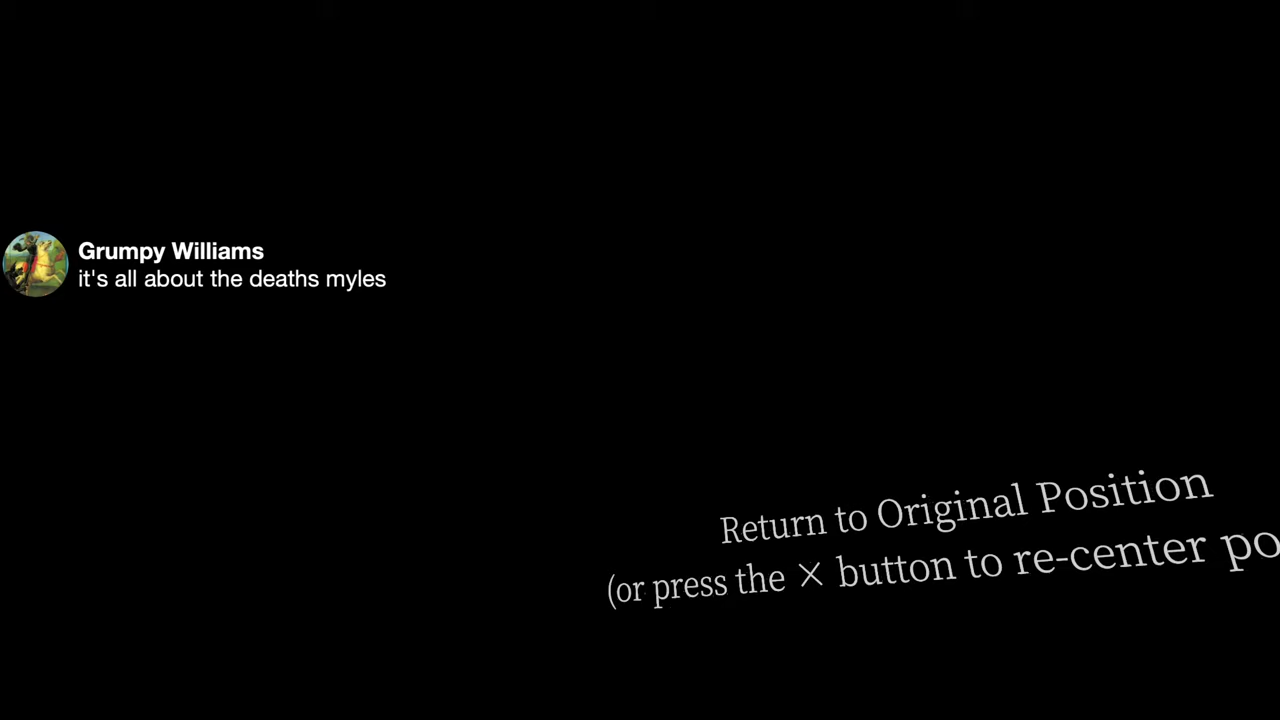 Grumpy Williams
it's all about the deaths myles
Return to Original Position
(or press the × button to re-center